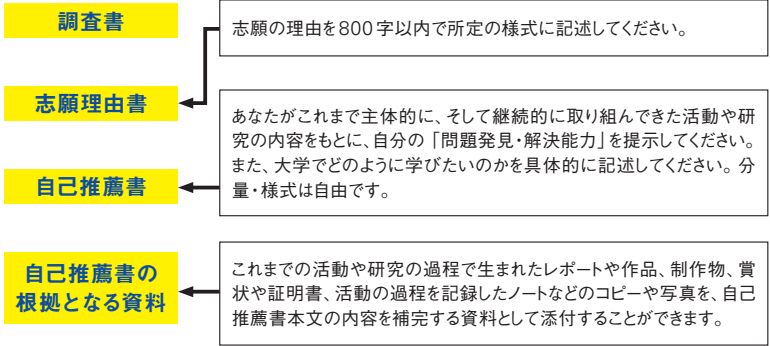 調査書
志願の理由を800字以内で所定の様式に記述してください。
志願理由書
あなたがこれまで主体的に、そして継続的に取り組んできた活動や研
究の内容をもとに、自分の「問題発見・解決能力」を提示してください。
また、大学でどのように学びたいのかを具体的に記述してください。分
量・様式は自由です。
自己推薦書
自己推薦書の
根拠となる資料
これまでの活動や研究の過程で生まれたレポートや作品、制作物、賞
状や証明書、活動の過程を記録したノートなどのコピーや写真を、自己
推薦書本文の内容を補完する資料として添付することができます。